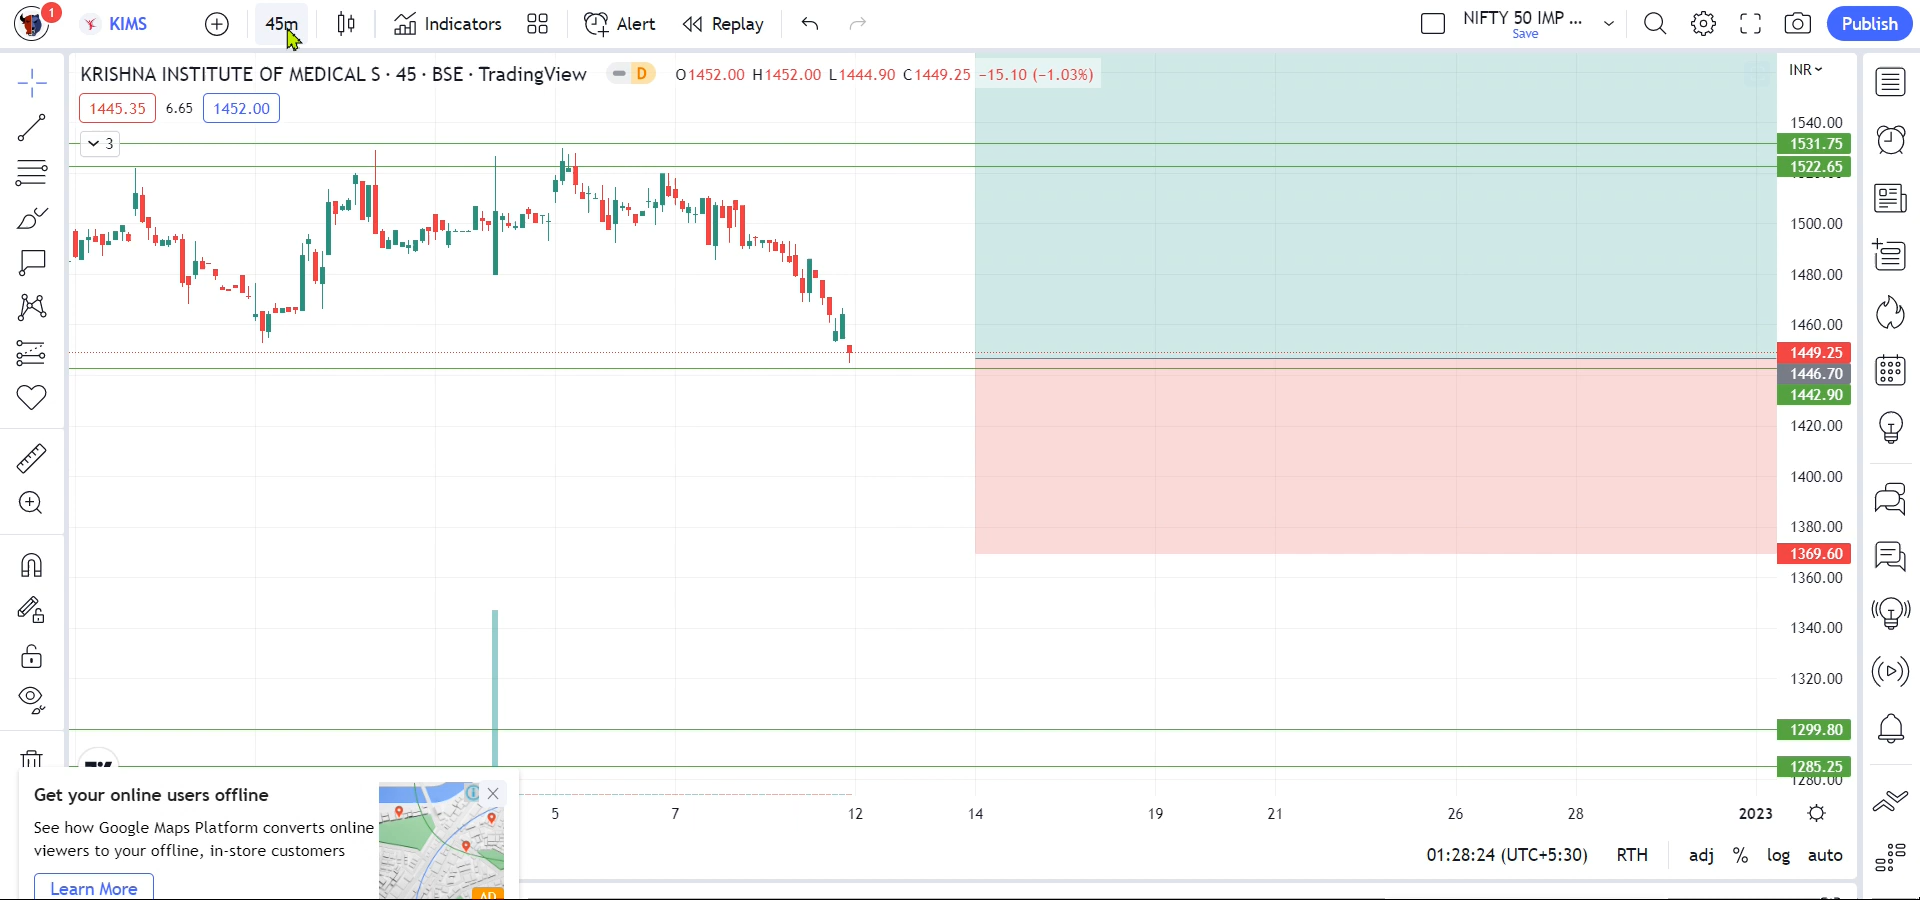 1
KIMS
45m
Indicators
Alert
Replay
NIFTY 50 IMP ...
Save
Publish
KRISHNA INSTITUTE OF MEDICAL S · 45 · BSE · TradingView
D
O1452.00 H1452.00 L1444.90 C1449.25 −15.10 (−1.03%)
INR
1445.35 6.65 1452.00
3
1540.00
1531.75
1522.65
1500.00
1480.00
1460.00
1449.25
1446.70
1442.90
1420.00
1400.00
1380.00
1369.60
1360.00
1340.00
1320.00
1299.80
1285.25
1280.00
5 7 12 14 19 21 26 28 2023
Get your online users offline
See how Google Maps Platform converts online
viewers to your offline, in-store customers
Learn More
AD
01:28:24 (UTC+5:30) RTH adj % log auto